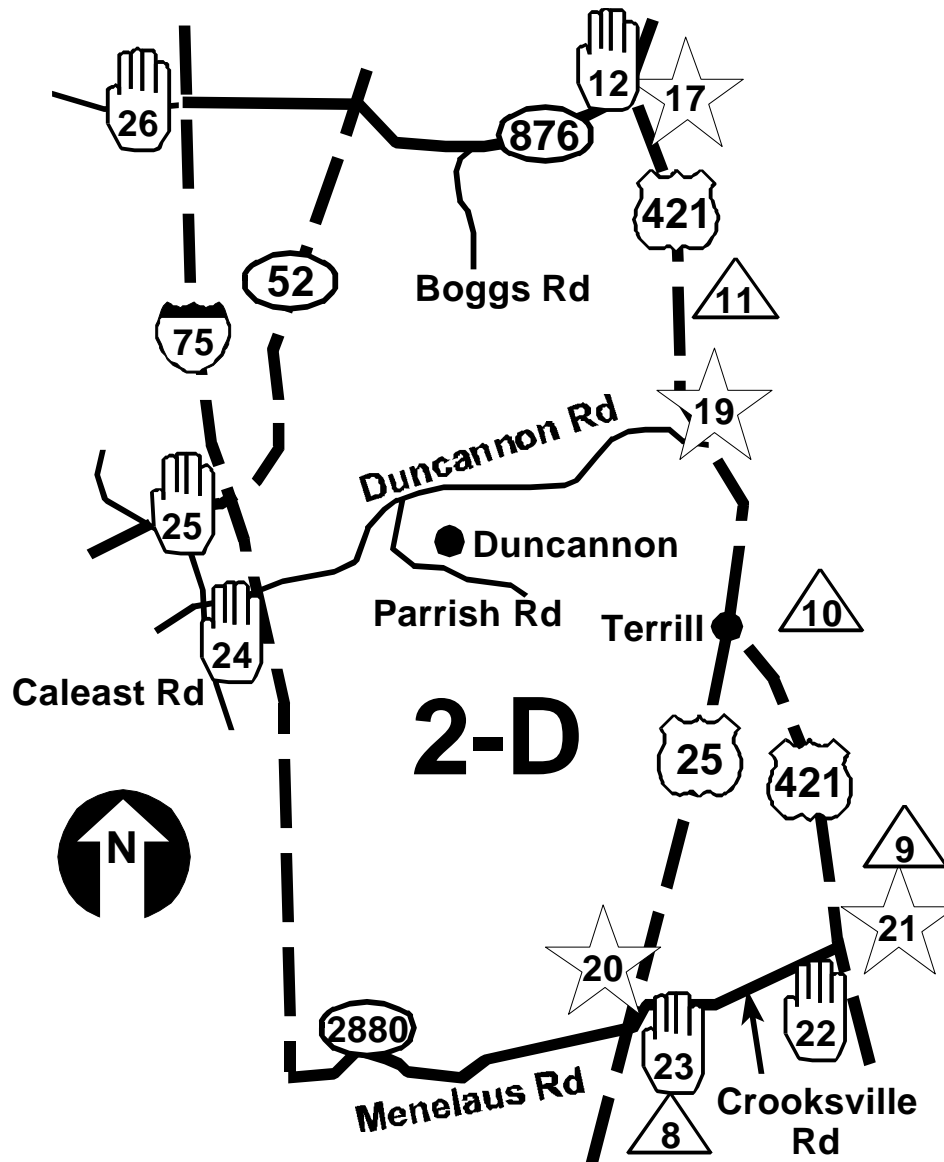 12
26
17
876
421
52
Boggs Rd
11
75
19
Duncannon Rd
25
Duncannon
Parrish Rd
10
Terrill
24
Caleast Rd
2-D
25
421
N
9
21
20
22
2880
23
Menelaus Rd
Crooksville
Rd
8